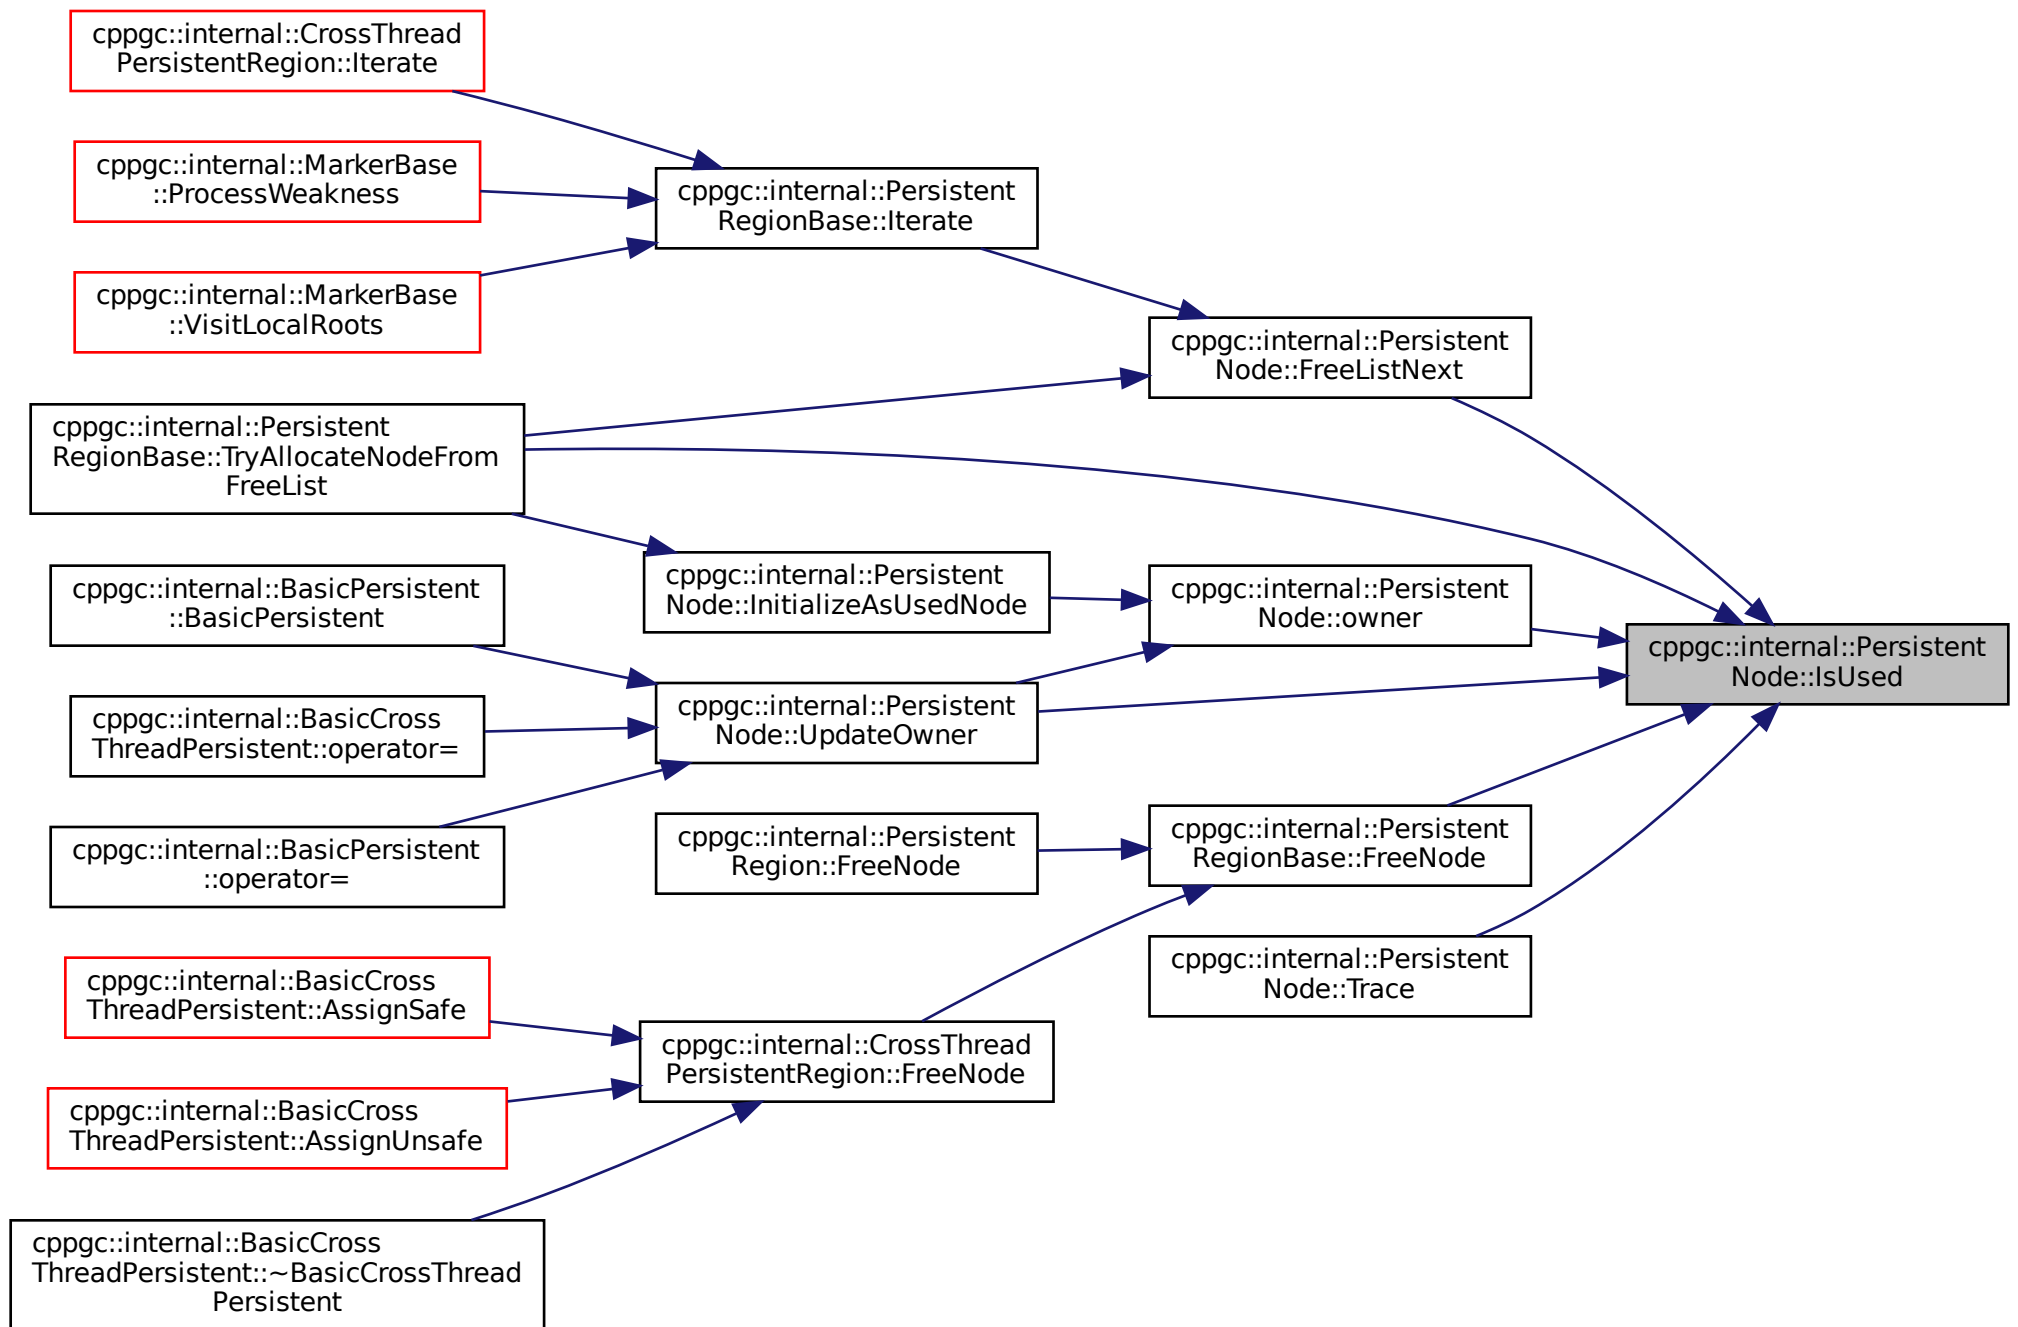 cppgc::internal::CrossThread
PersistentRegion::Iterate
cppgc::internal::MarkerBase
::ProcessWeakness
cppgc::internal::Persistent
RegionBase::Iterate
cppgc::internal::MarkerBase
::VisitLocalRoots
cppgc::internal::Persistent
Node::FreeListNext
cppgc::internal::Persistent
RegionBase::TryAllocateNodeFrom
FreeList
cppgc::internal::Persistent
Node::InitializeAsUsedNode
cppgc::internal::Persistent
Node::owner
cppgc::internal::BasicPersistent
::BasicPersistent
cppgc::internal::Persistent
Node::IsUsed
cppgc::internal::BasicCross
ThreadPersistent::operator=
cppgc::internal::Persistent
Node::UpdateOwner
cppgc::internal::BasicPersistent
::operator=
cppgc::internal::Persistent
Region::FreeNode
cppgc::internal::Persistent
RegionBase::FreeNode
cppgc::internal::Persistent
Node::Trace
cppgc::internal::BasicCross
ThreadPersistent::AssignSafe
cppgc::internal::CrossThread
PersistentRegion::FreeNode
cppgc::internal::BasicCross
ThreadPersistent::AssignUnsafe
cppgc::internal::BasicCross
ThreadPersistent::~BasicCrossThread
Persistent